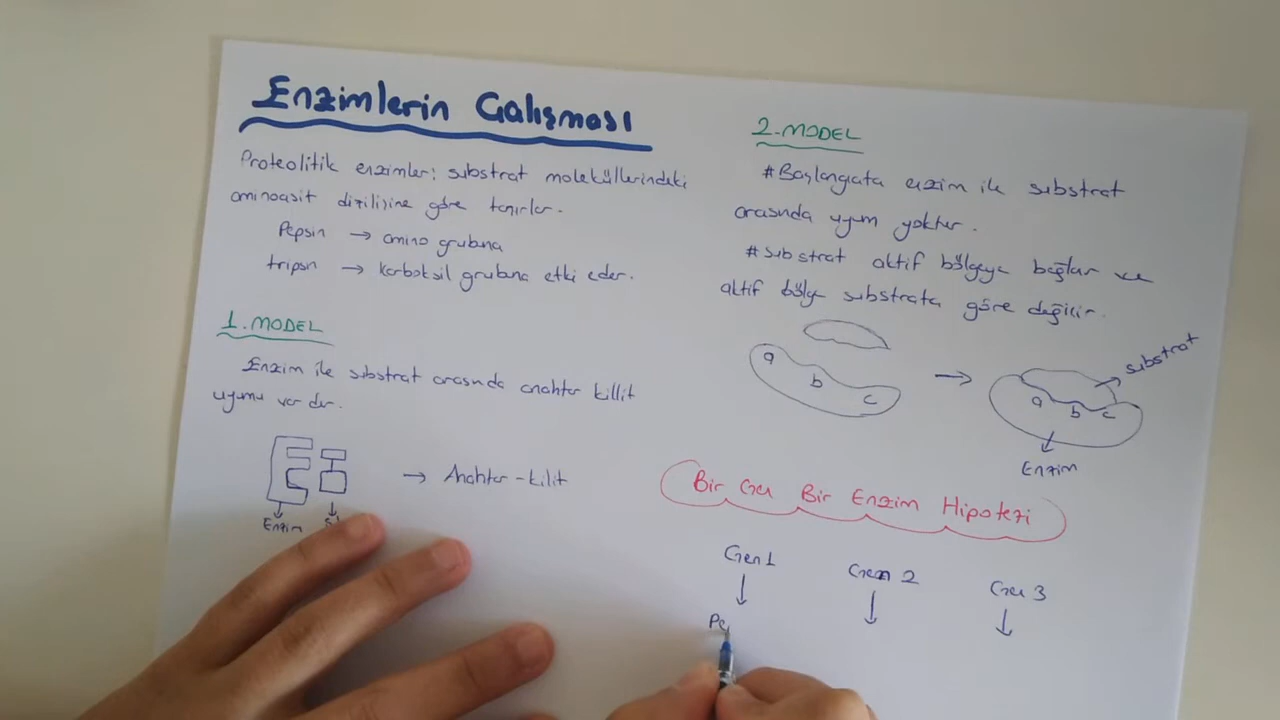 Enzimlerin Çalışması
Proteolitik enzimler; substrat moleküllerindeki
aminoasit dizilişine göre tanırlar.
Pepsin → amino grubuna
tripsin → karboksil grubuna etki eder.
1. MODEL
Enzim ile substrat arasında anahtar killit
uyumu vardır.
→ Anahtar-kilit
Enzim
2. MODEL
# Başlangıçta enzim ile substrat
arasında uyum yoktur.
# Substrat aktif bölgeye bağlar ve
aktif bölge substrata göre değişir.
a b c
→
a b c
substrat
Enzim
Bir Gen Bir Enzim Hipotezi
Gen 1 Gen 2 Gen 3
Pe